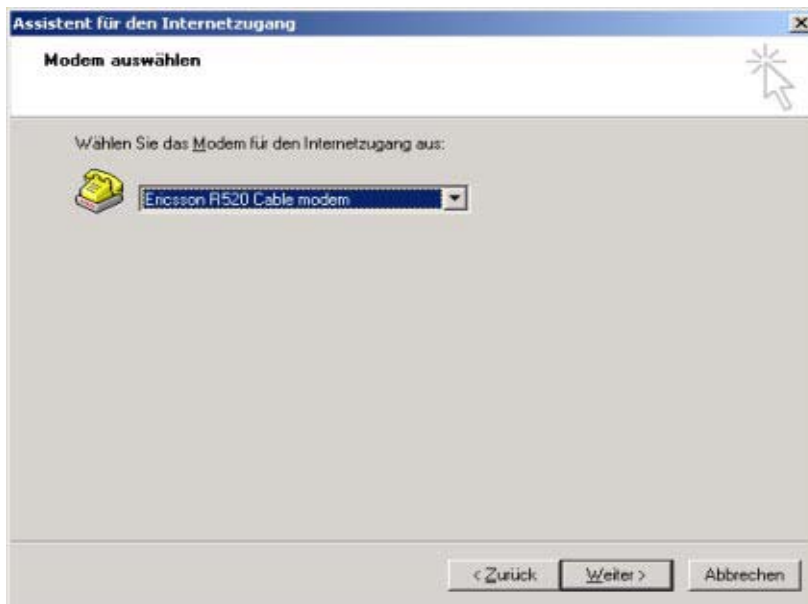 Assistent für den Internetzugang
Modem auswählen
Wählen Sie das Modem für den Internetzugang aus:
Ericsson R520 Cable modem
< Zurück
Weiter >
Abbrechen